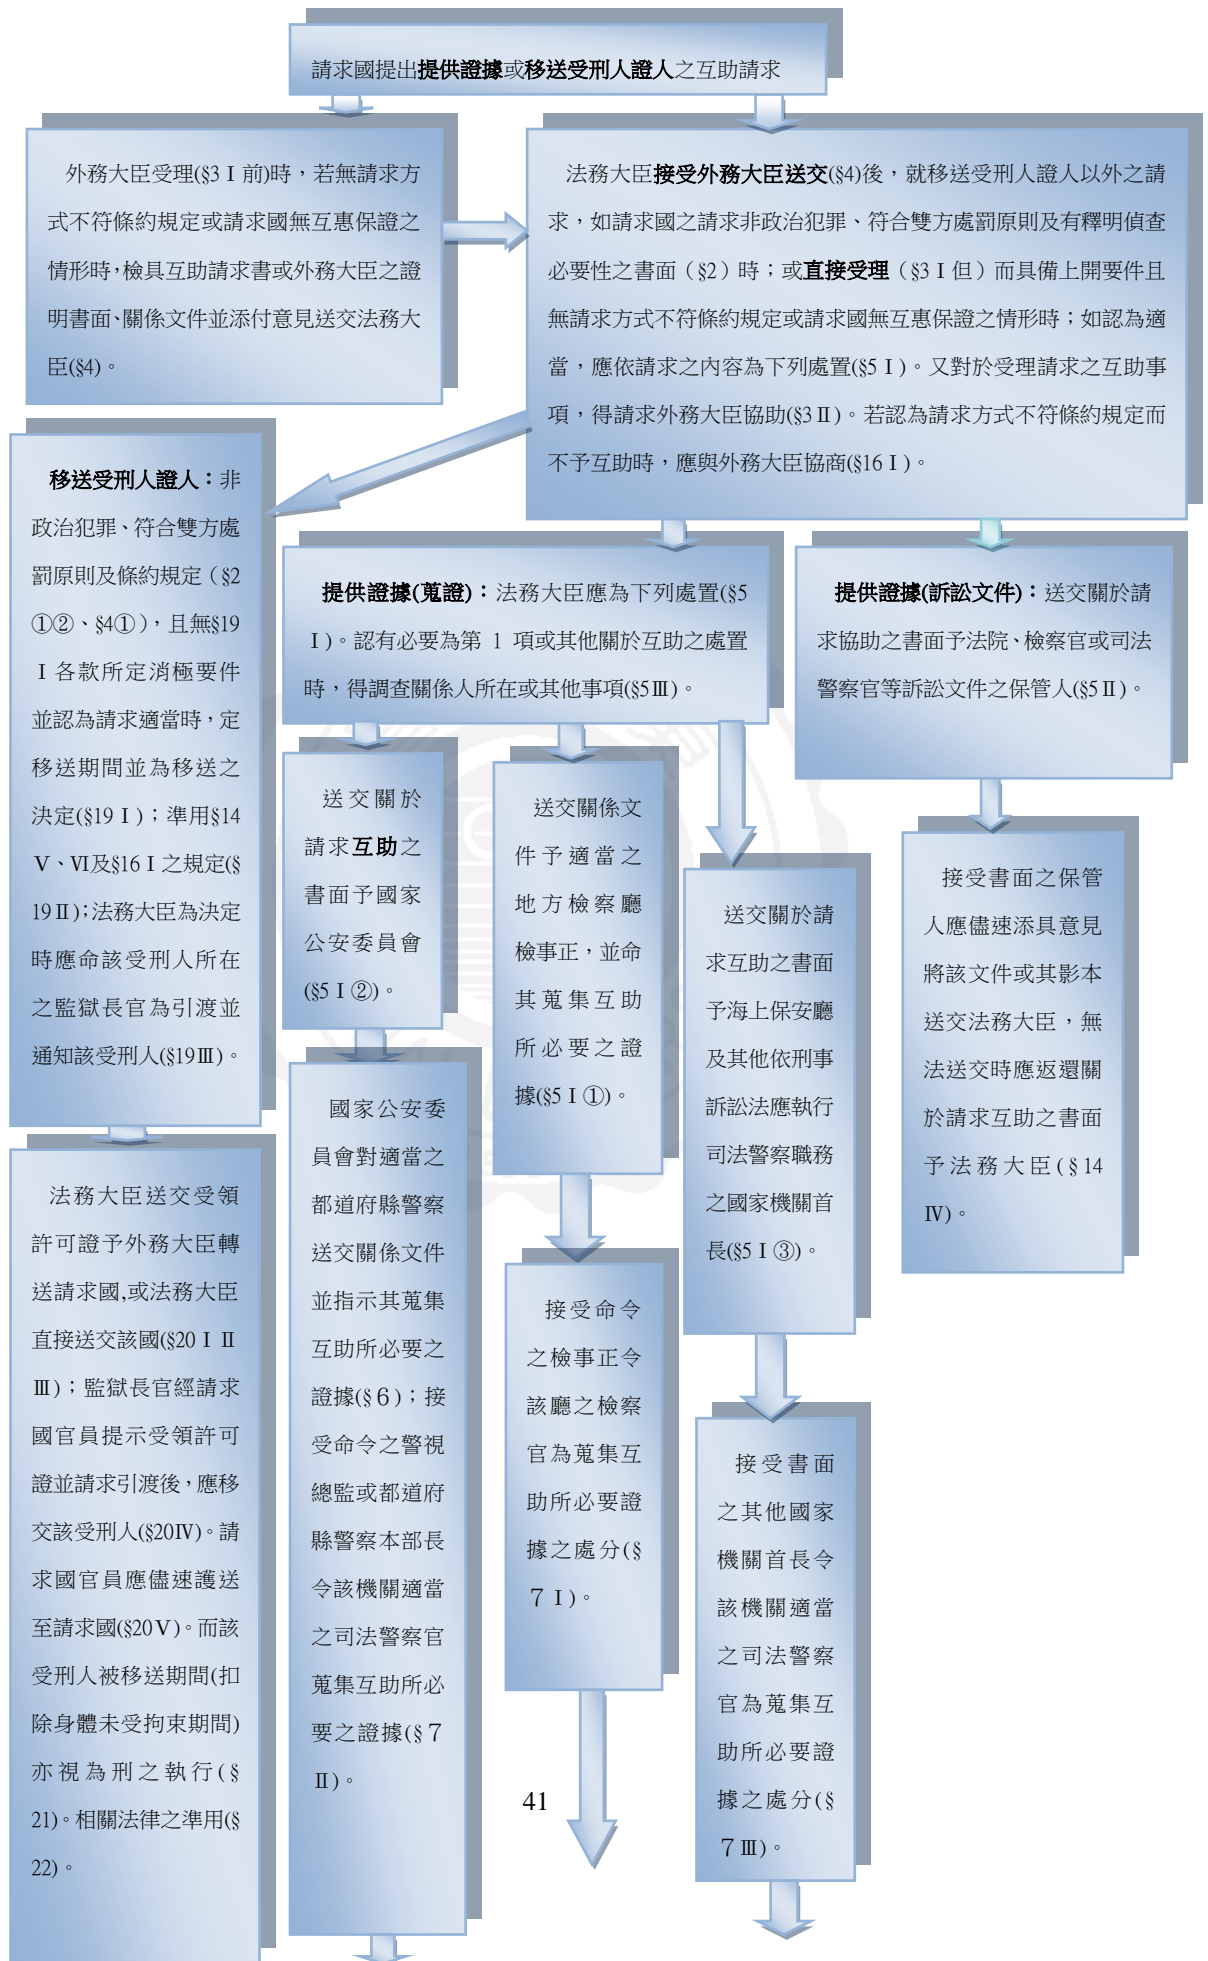 請求國提出提供證據或移送受刑人證人之互助請求
外務大臣受理(§3 I 前)時，若無請求方
式不符條約規定或請求國無互惠保證之
情形時，檢具互助請求書或外務大臣之證
明書面、關係文件並添付意見送交法務大
臣(§4)。
法務大臣接受外務大臣送交(§4)後，就移送受刑人證人以外之請
求，如請求國之請求非政治犯罪、符合雙方處罰原則及有釋明偵查
必要性之書面（§2）時；或直接受理（§3 I 但）而具備上開要件且
無請求方式不符條約規定或請求國無互惠保證之情形時；如認為適
當，應依請求之內容為下列處置(§5 I)。又對於受理請求之互助事
項，得請求外務大臣協助(§3Ⅱ)。若認為請求方式不符條約規定而
不予互助時，應與外務大臣協商(§16 I)。
移送受刑人證人：非
政治犯罪、符合雙方處
罰原則及條約規定（§2
①②、§4①），且無§19
I 各款所定消極要件
並認為請求適當時，定
移送期間並為移送之
決定(§19 I)；準用§14
Ⅴ、Ⅵ及§16 I 之規定(§
19Ⅱ)；法務大臣為決定
時應命該受刑人所在
之監獄長官為引渡並
通知該受刑人(§19Ⅲ)。
提供證據(蒐證)：法務大臣應為下列處置(§5
I)。認有必要為第 1 項或其他關於互助之處置
時，得調查關係人所在或其他事項(§5Ⅲ)。
提供證據(訴訟文件)：送交關於請
求協助之書面予法院、檢察官或司法
警察官等訴訟文件之保管人(§5Ⅱ)。
送交關於
請求互助之
書面予國家
公安委員會
(§5 I ②)。
送交關係文
件予適當之
地方檢察廳
檢事正，並命
其蒐集互助
所必要之證
據(§5 I ①)。
送交關於請
求互助之書面
予海上保安廳
及其他依刑事
訴訟法應執行
司法警察職務
之國家機關首
長(§5 I ③)。
接受書面之保管
人應儘速添具意見
將該文件或其影本
送交法務大臣，無
法送交時應返還關
於請求互助之書面
予法務大臣(§14
Ⅳ)。
法務大臣送交受領
許可證予外務大臣轉
送請求國,或法務大臣
直接送交該國(§20 I Ⅱ
Ⅲ)；監獄長官經請求
國官員提示受領許可
證並請求引渡後，應移
交該受刑人(§20Ⅳ)。請
求國官員應儘速護送
至請求國(§20Ⅴ)。而該
受刑人被移送期間(扣
除身體未受拘束期間)
亦視為刑之執行(§
21)。相關法律之準用(§
22)。
國家公安委
員會對適當之
都道府縣警察
送交關係文件
並指示其蒐集
互助所必要之
證據(§６)；接
受命令之警視
總監或都道府
縣警察本部長
令該機關適當
之司法警察官
蒐集互助所必
要之證據(§７
Ⅱ)。
接受命令
之檢事正令
該廳之檢察
官為蒐集互
助所必要證
據之處分(§
７ I)。
接受書面
之其他國家
機關首長令
該機關適當
之司法警察
官為蒐集互
助所必要證
據之處分(§
７Ⅲ)。
41